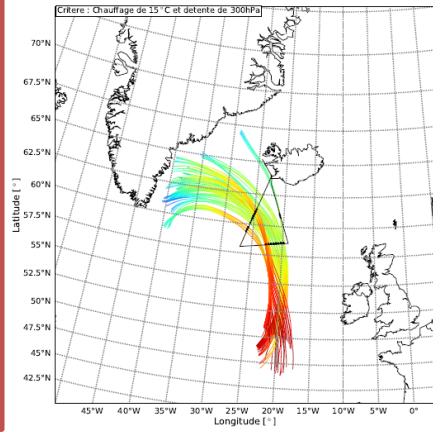 Critere : Chauffage de 15°C et detente de 300hPa
70°N
67.5°N
65°N
62.5°N
60°N
57.5°N
55°N
52.5°N
50°N
47.5°N
45°N
42.5°N
Latitude [°]
45°W 40°W 35°W 30°W 25°W 20°W 15°W 10°W 5°W 0°
Longitude [°]